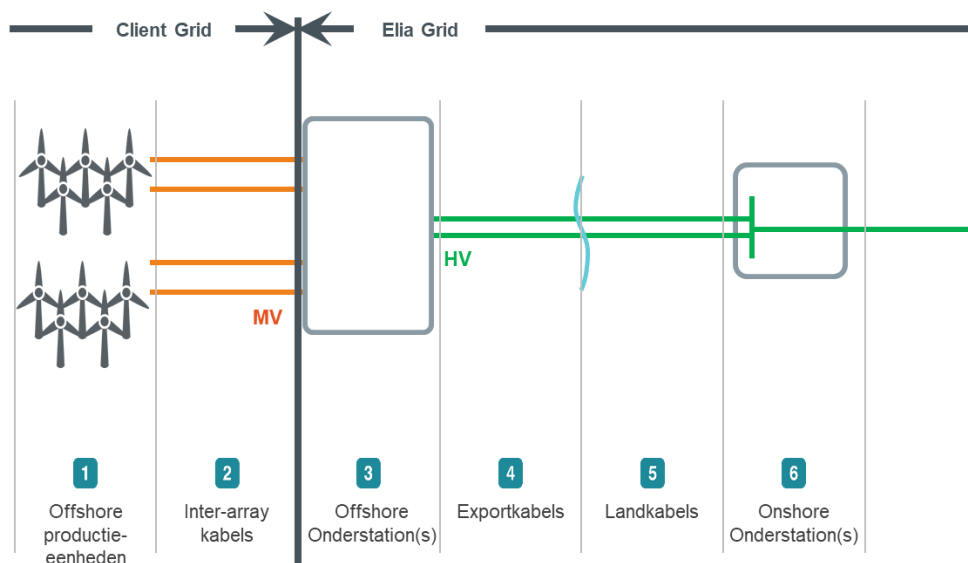 Client Grid
Elia Grid
MV
HV
1
2
3
4
5
6
Offshore
productie-
eenheden
Inter-array
kabels
Offshore
Onderstation(s)
Exportkabels
Landkabels
Onshore
Onderstation(s)